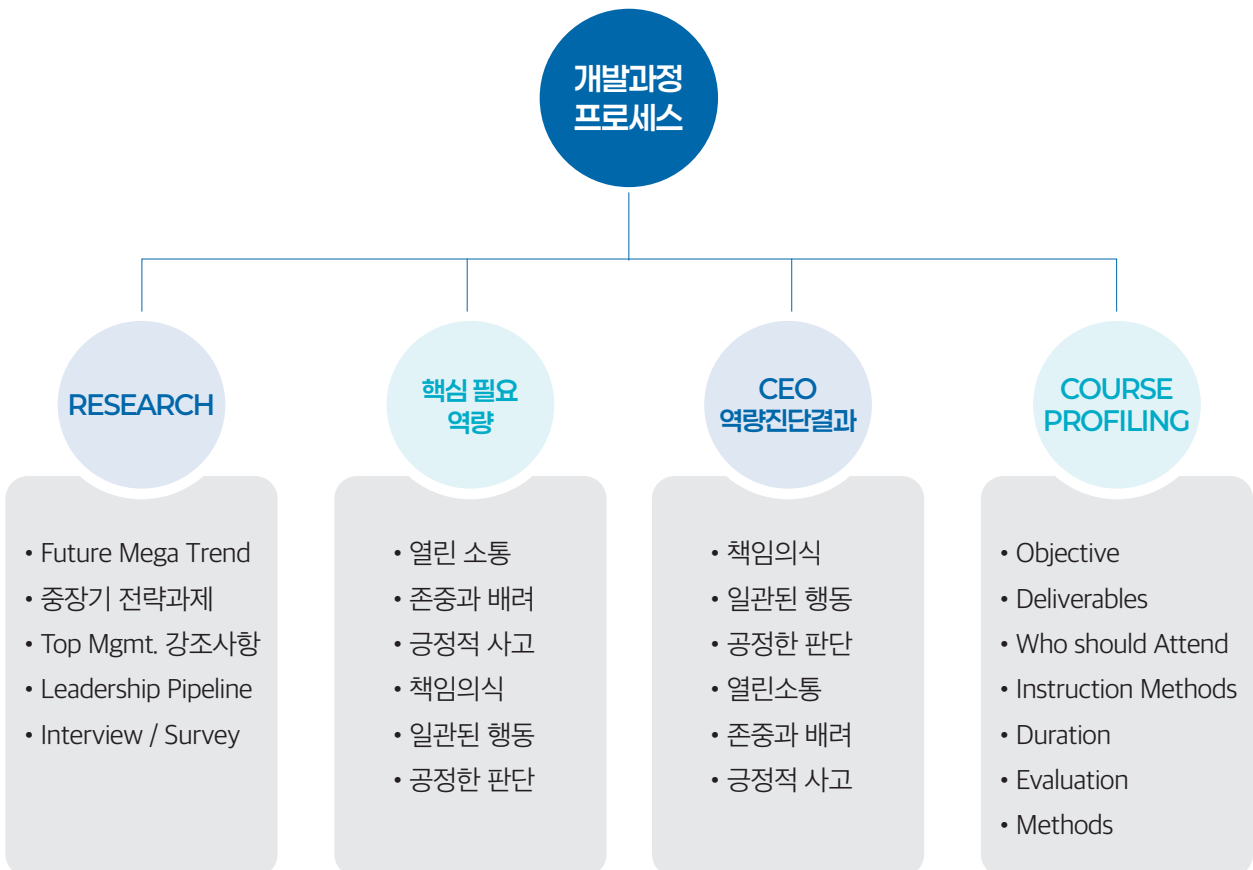 개발과정
프로세스
RESEARCH
• Future Mega Trend
• 중장기 전략과제
• Top Mgmt. 강조사항
• Leadership Pipeline
• Interview / Survey
핵심 필요
역량
• 열린 소통
• 존중과 배려
• 긍정적 사고
• 책임의식
• 일관된 행동
• 공정한 판단
CEO
역량진단결과
• 책임의식
• 일관된 행동
• 공정한 판단
• 열린소통
• 존중과 배려
• 긍정적 사고
COURSE
PROFILING
• Objective
• Deliverables
• Who should Attend
• Instruction Methods
• Duration
• Evaluation
• Methods